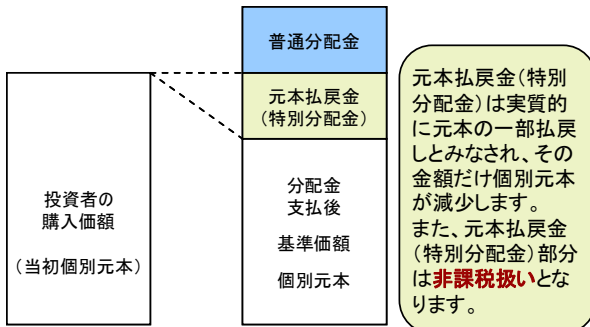 普通分配金
元本払戻金
（特別分配金）
投資者の
購入価額
（当初個別元本）
分配金
支払後
基準価額
個別元本
元本払戻金（特別
分配金）は実質的
に元本の一部払戻
しとみなされ、その
金額だけ個別元本
が減少します。
また、元本払戻金
（特別分配金）部分
は非課税扱いとな
ります。